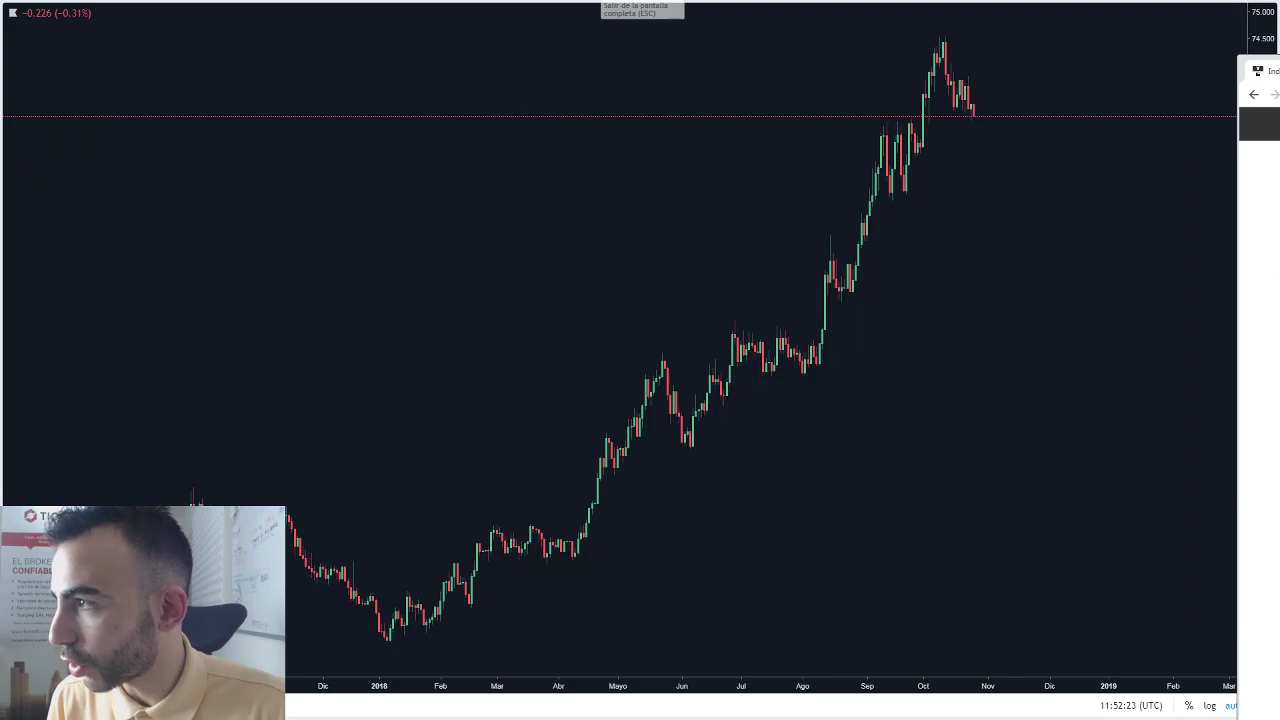 −0.226 (−0.31%)
Salir de la pantalla
completa (ESC)
75.000
74.500
Ind
EL BROKE
CONFIABL
Dic
2018
Feb
Mar
Abr
Mayo
Jun
Jul
Ago
Sep
Oct
Nov
Dic
2019
Feb
Mar
11:52:23 (UTC)
%
log
aut